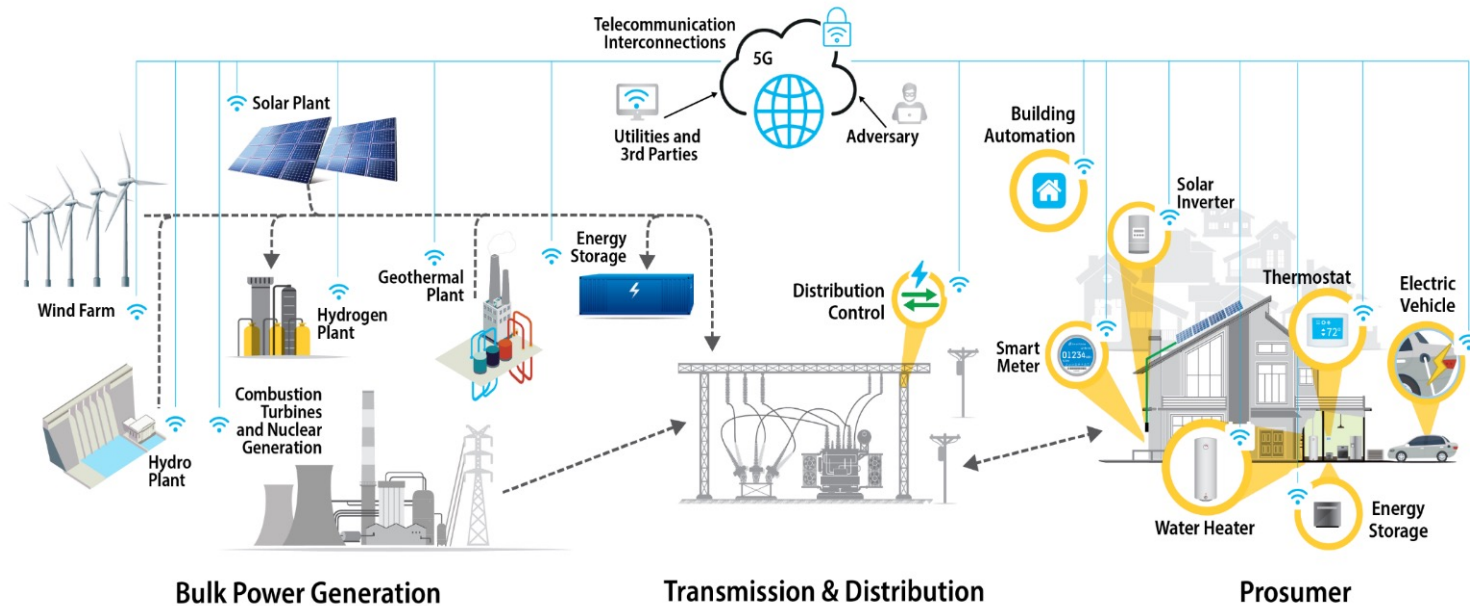 Telecommunication
Interconnections
5G
Solar Plant
Utilities and
3rd Parties
Adversary
Building
Automation
Solar
Inverter
Wind Farm
Hydrogen
Plant
Geothermal
Plant
Energy
Storage
Distribution
Control
Thermostat
72°
Electric
Vehicle
Smart
Meter
01234
Combustion
Turbines
and Nuclear
Generation
Hydro
Plant
Water Heater
Energy
Storage
Bulk Power Generation
Transmission & Distribution
Prosumer